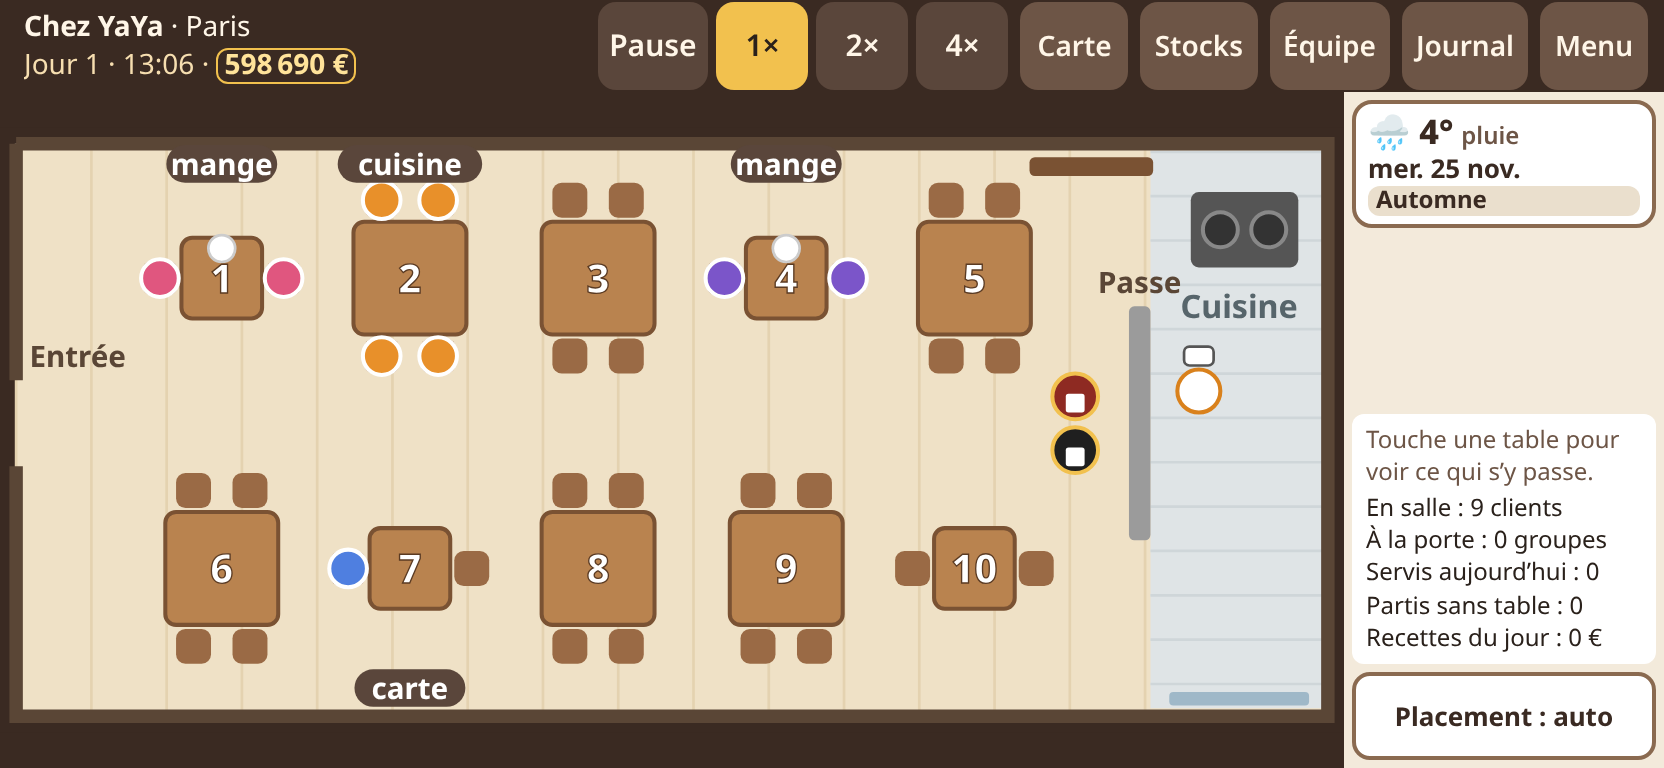 Chez YaYa · Paris
Jour 1 · 13:06 · 598 690 €
Pause
1×
2×
4×
Carte
Stocks
Équipe
Journal
Menu
mange
cuisine
mange
1
2
3
4
5
Passe
Cuisine
Entrée
6
7
8
9
10
carte
🌧️ 4° pluie
mer. 25 nov.
Automne
Touche une table pour
voir ce qui s’y passe.
En salle : 9 clients
À la porte : 0 groupes
Servis aujourd’hui : 0
Partis sans table : 0
Recettes du jour : 0 €
Placement : auto